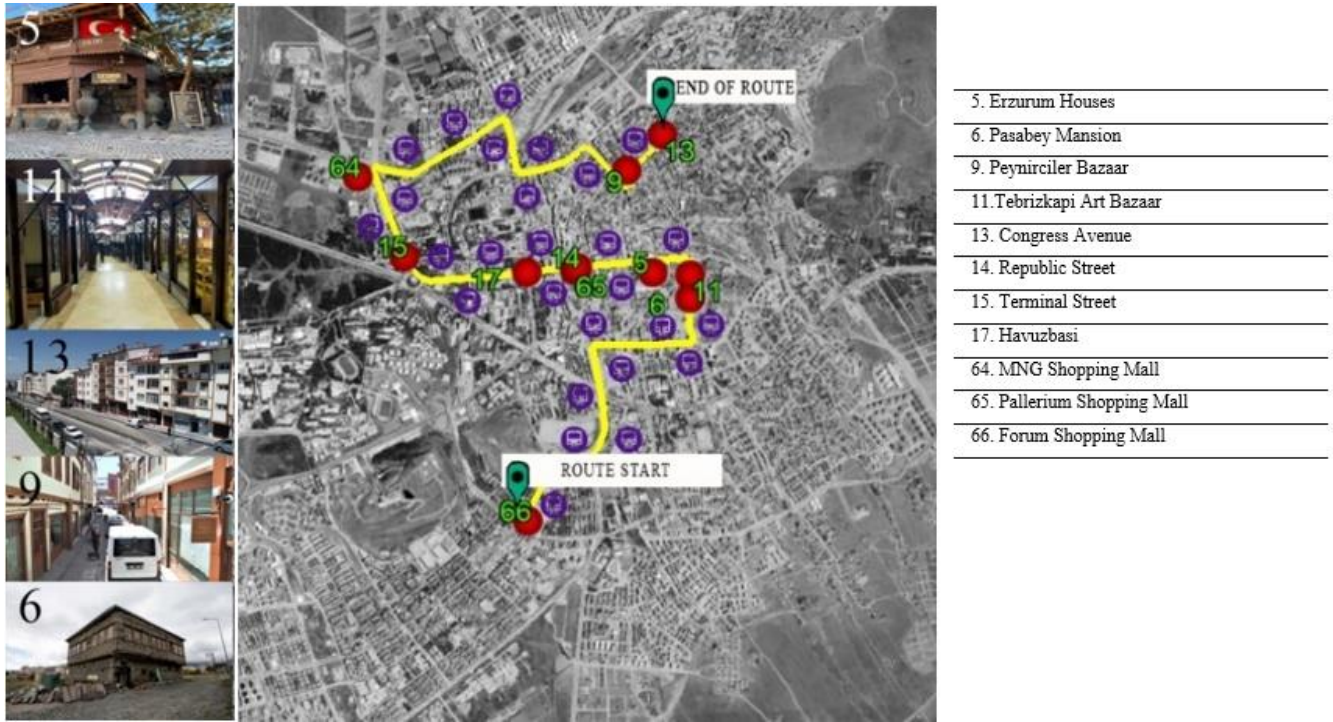 5
11
13
9
6
END OF ROUTE
13
64
9
15
14
5
17
65
6
11
ROUTE START
66
5. Erzurum Houses
6. Pasabey Mansion
9. Peynirciler Bazaar
11.Tebrizkapi Art Bazaar
13. Congress Avenue
14. Republic Street
15. Terminal Street
17. Havuzbasi
64. MNG Shopping Mall
65. Pallerium Shopping Mall
66. Forum Shopping Mall